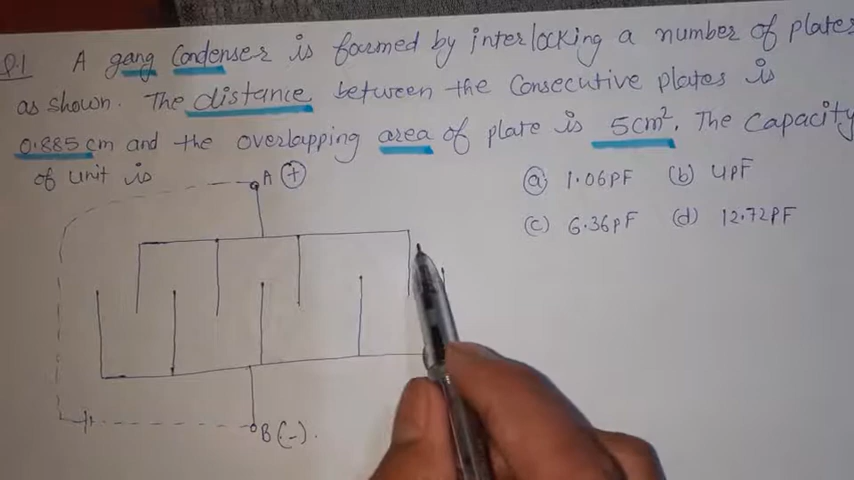 Q.1 A gang Condenser is formed by interlocking a number of plates
as shown. The distance between the Consecutive plates is
0.885 cm and the overlapping area of plate is 5cm². The Capacity
of unit is
A +
(a) 1.06PF (b) 4PF
(c) 6.36PF (d) 12.72PF
B(-).